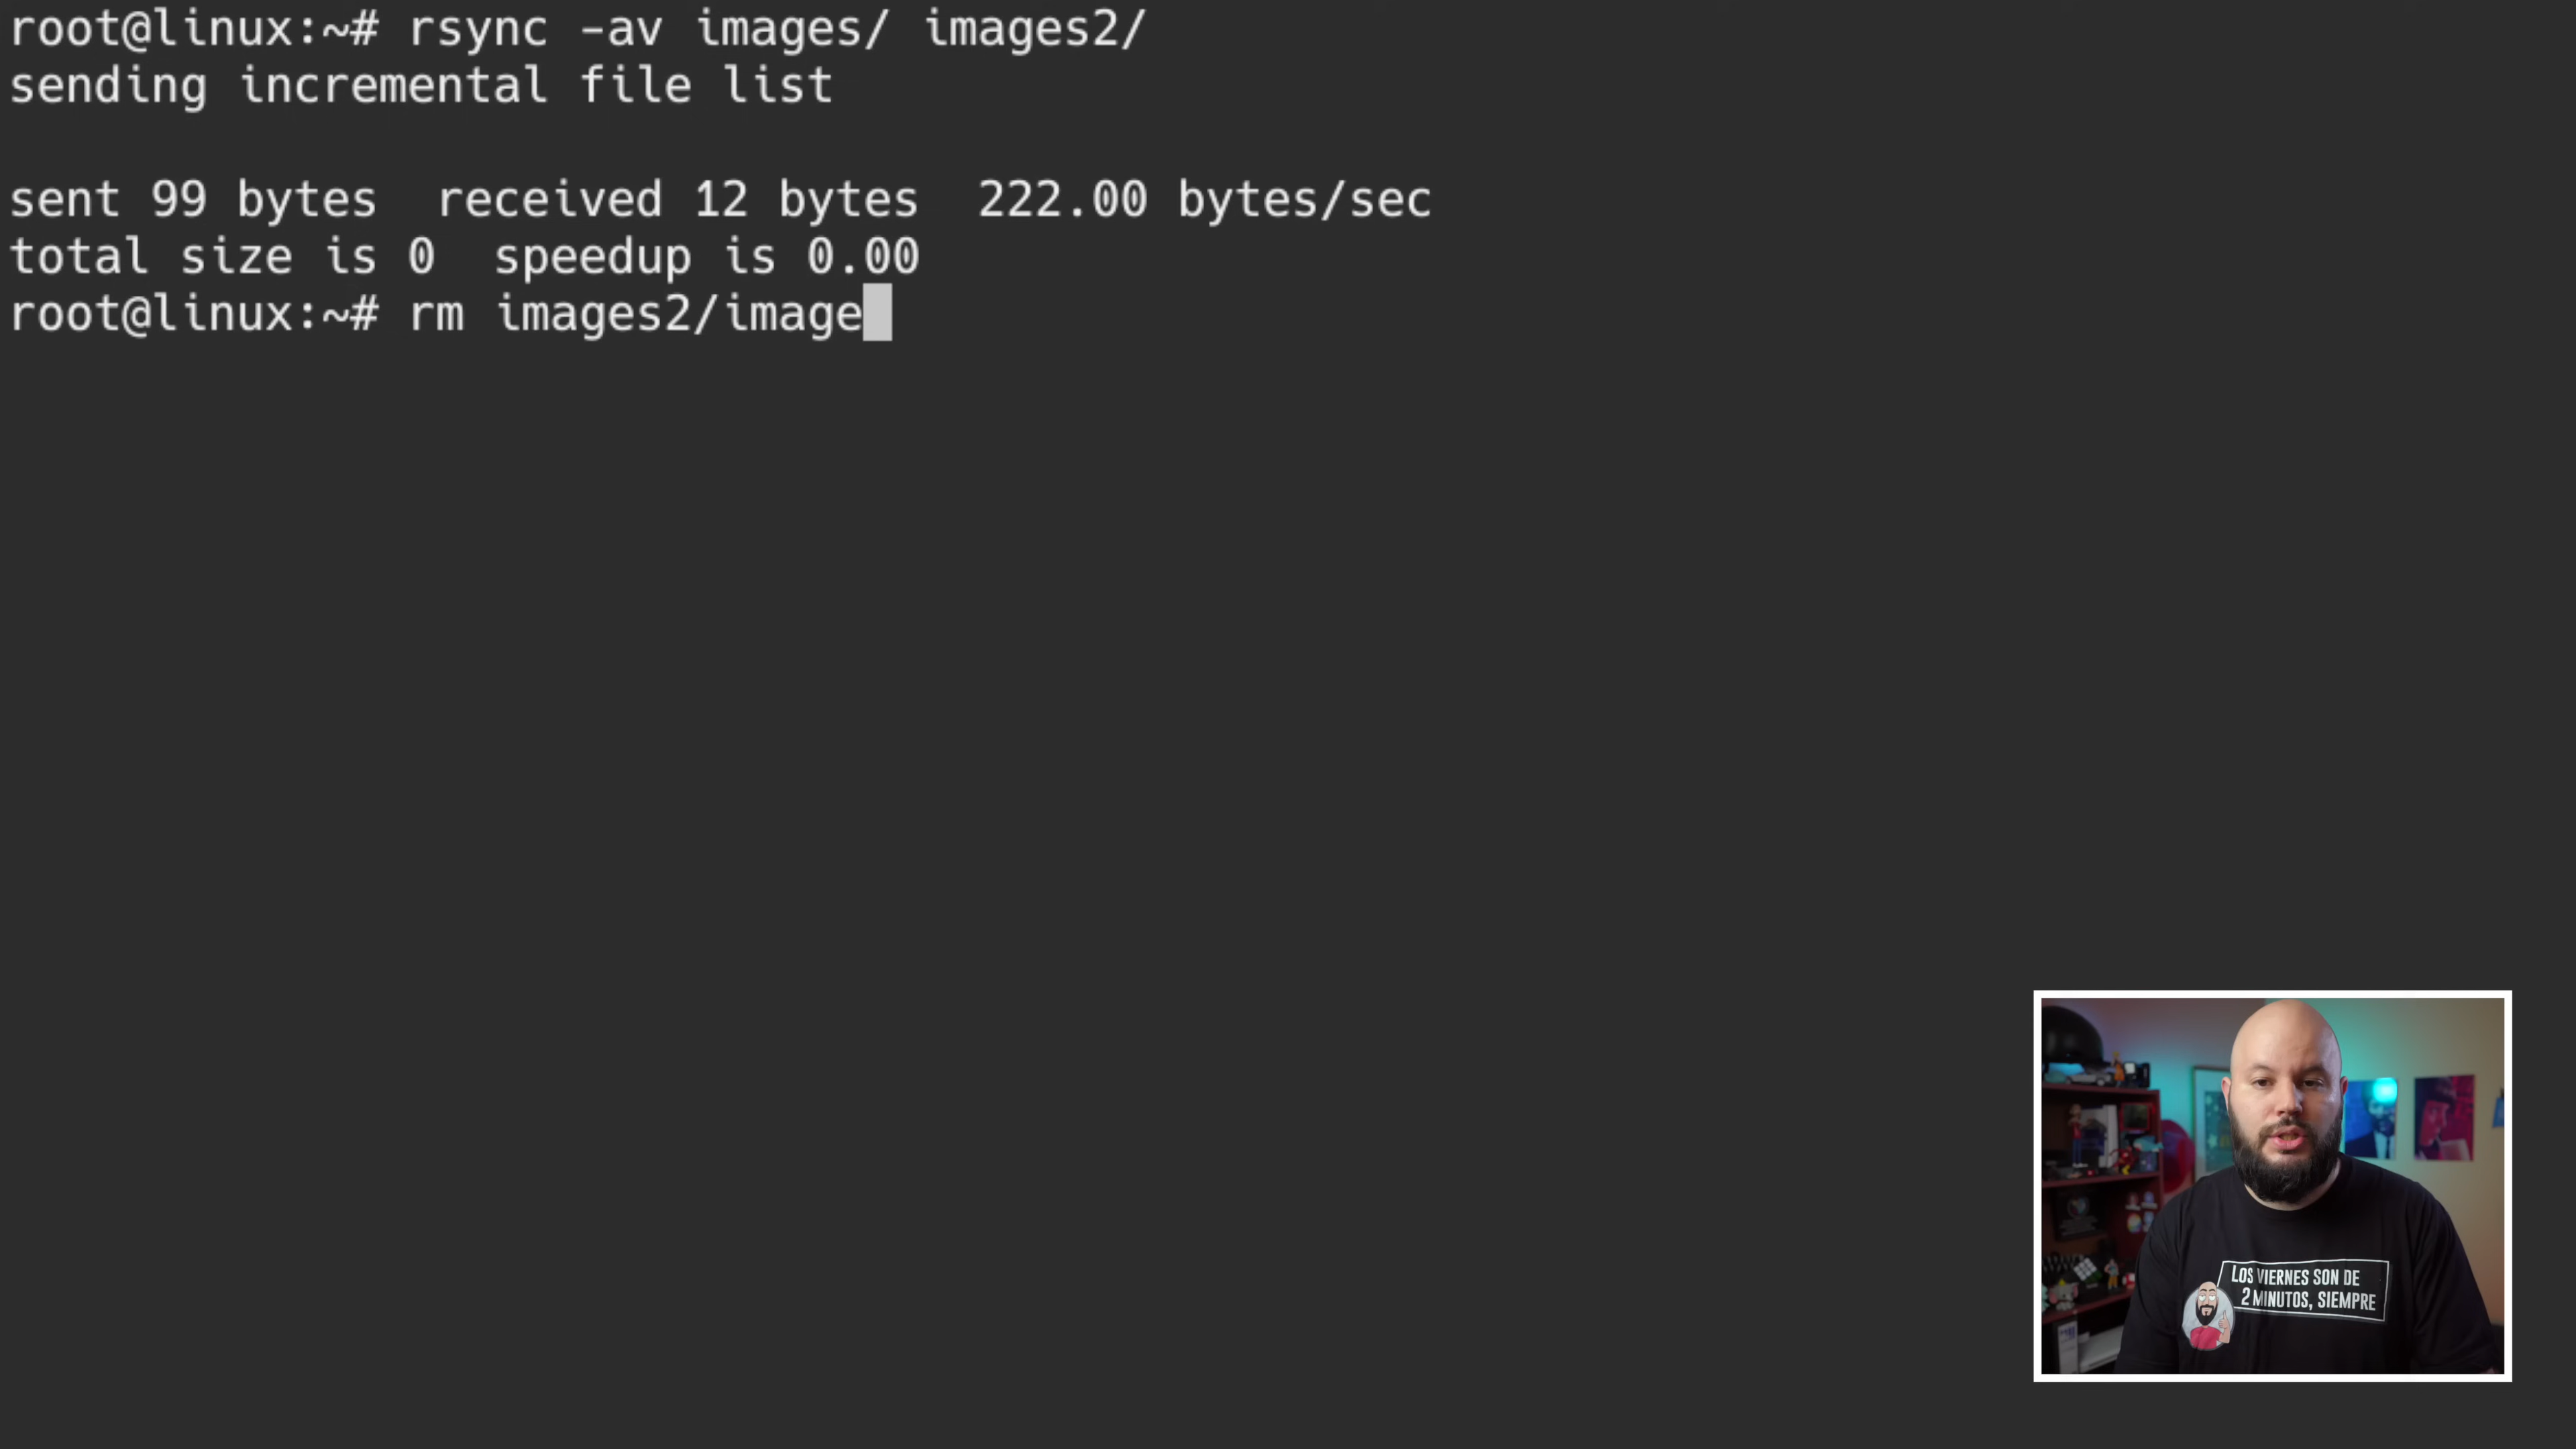 root@linux:~# rsync -av images/ images2/
sending incremental file list
sent 99 bytes  received 12 bytes  222.00 bytes/sec
total size is 0  speedup is 0.00
root@linux:~# rm images2/image
LOS VIERNES SON DE
2 MINUTOS, SIEMPRE